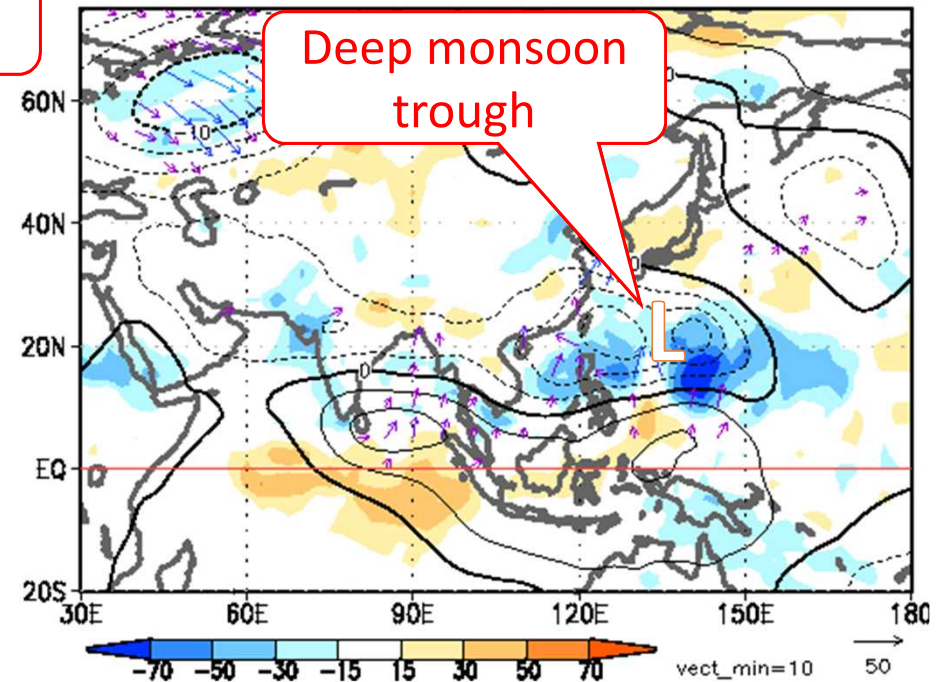 Deep monsoon
trough
60N
-10
0
40N
0
L
20N
0
EQ
20S
30E 60E 90E 120E 150E 180
-70 -50 -30 -15 15 30 50 70
vect_min=10 50